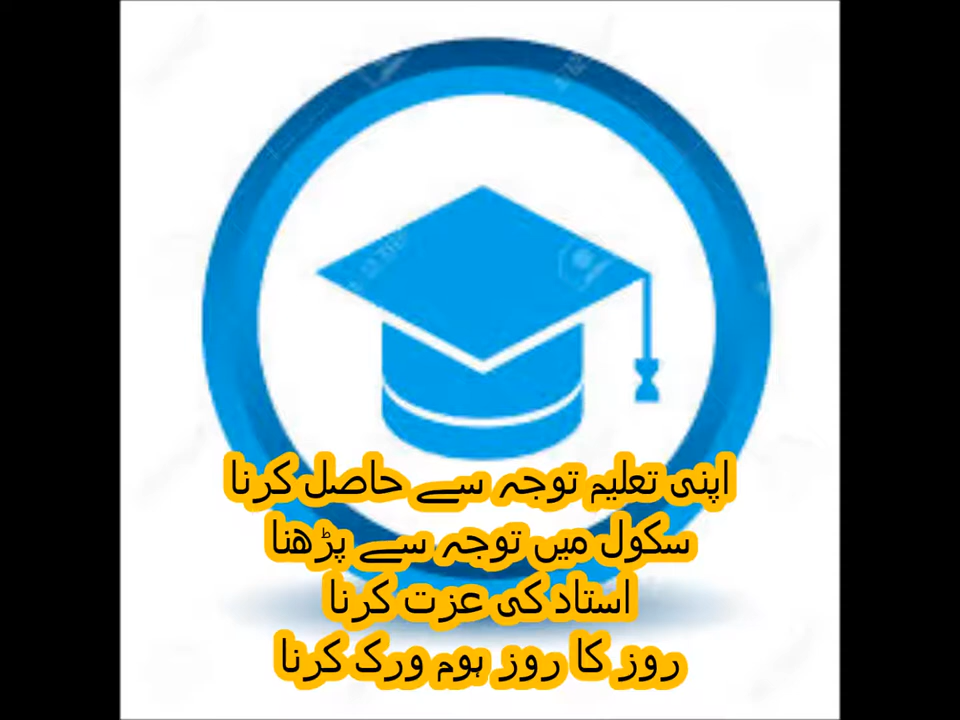 اپنی تعلیم توجہ سے حاصل کرنا
سکول میں توجہ سے پڑھنا
استاد کی عزت کرنا
روز کا روز ہوم ورک کرنا